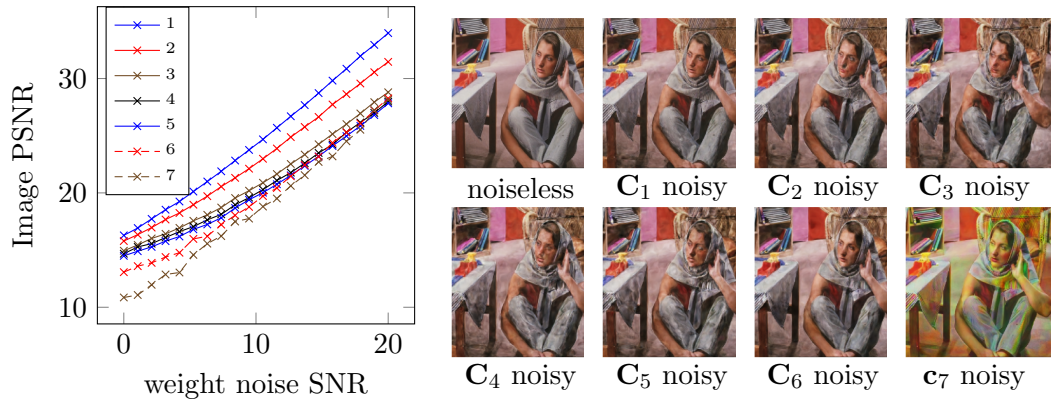 Image PSNR
30
20
10
0
10
20
weight noise SNR
1
2
3
4
5
6
7
noiseless
C₁ noisy
C₂ noisy
C₃ noisy
C₄ noisy
C₅ noisy
C₆ noisy
c₇ noisy